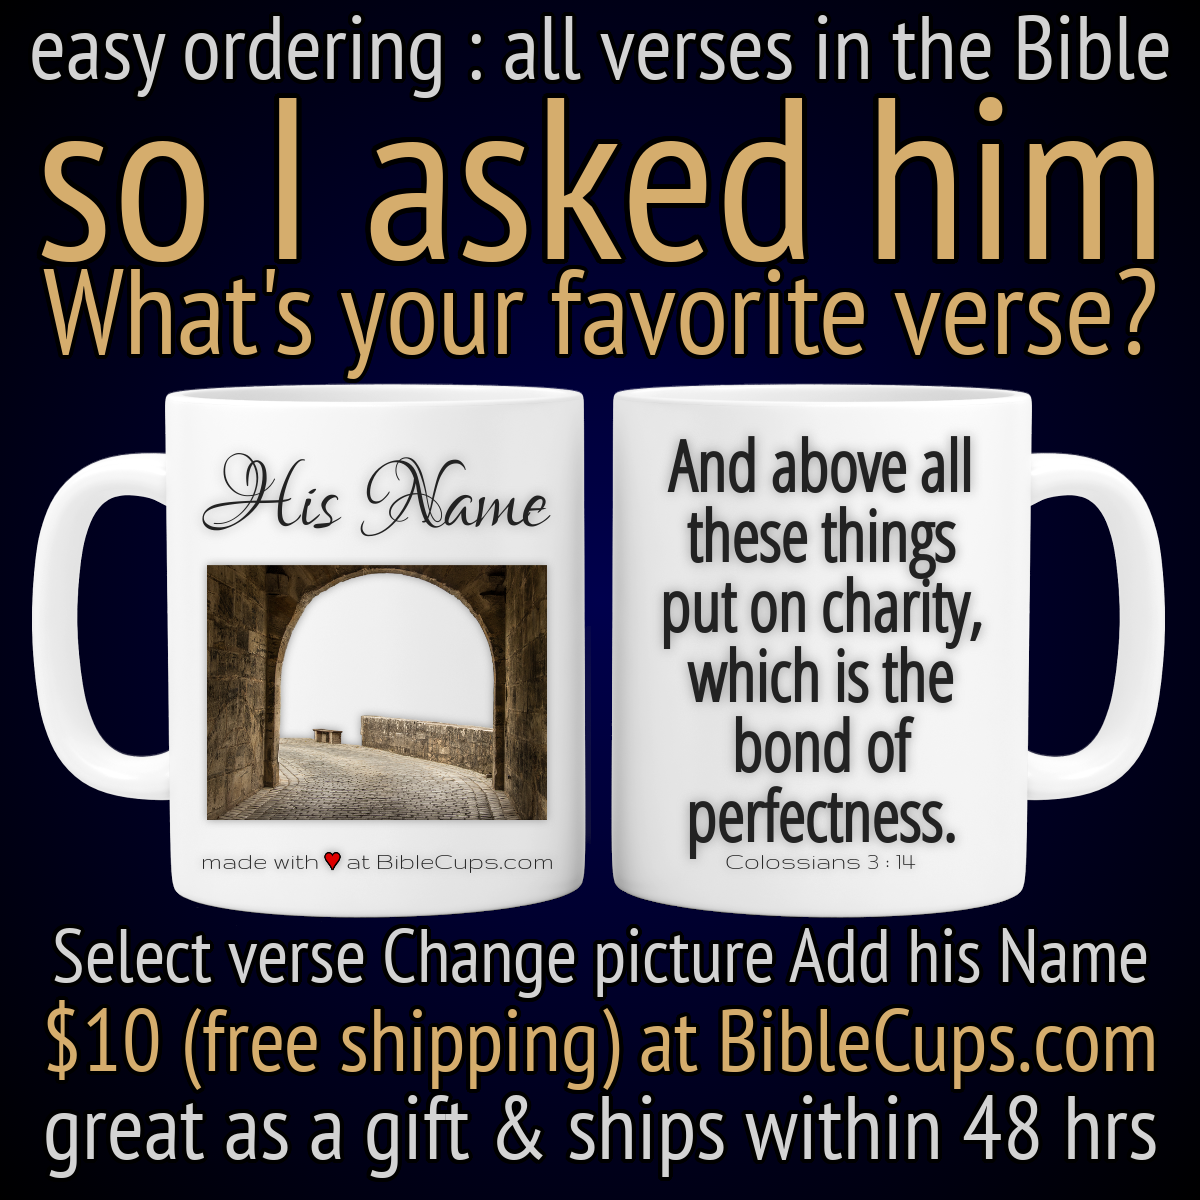 easy ordering : all verses in the Bible
so I asked him
What's your favorite verse?
His Name
made with at BibleCups.com
And above all
these things
put on charity,
which is the
bond of
perfectness.
Colossians 3 : 14
Select verse Change picture Add his Name
$10 (free shipping) at BibleCups.com
great as a gift & ships within 48 hrs